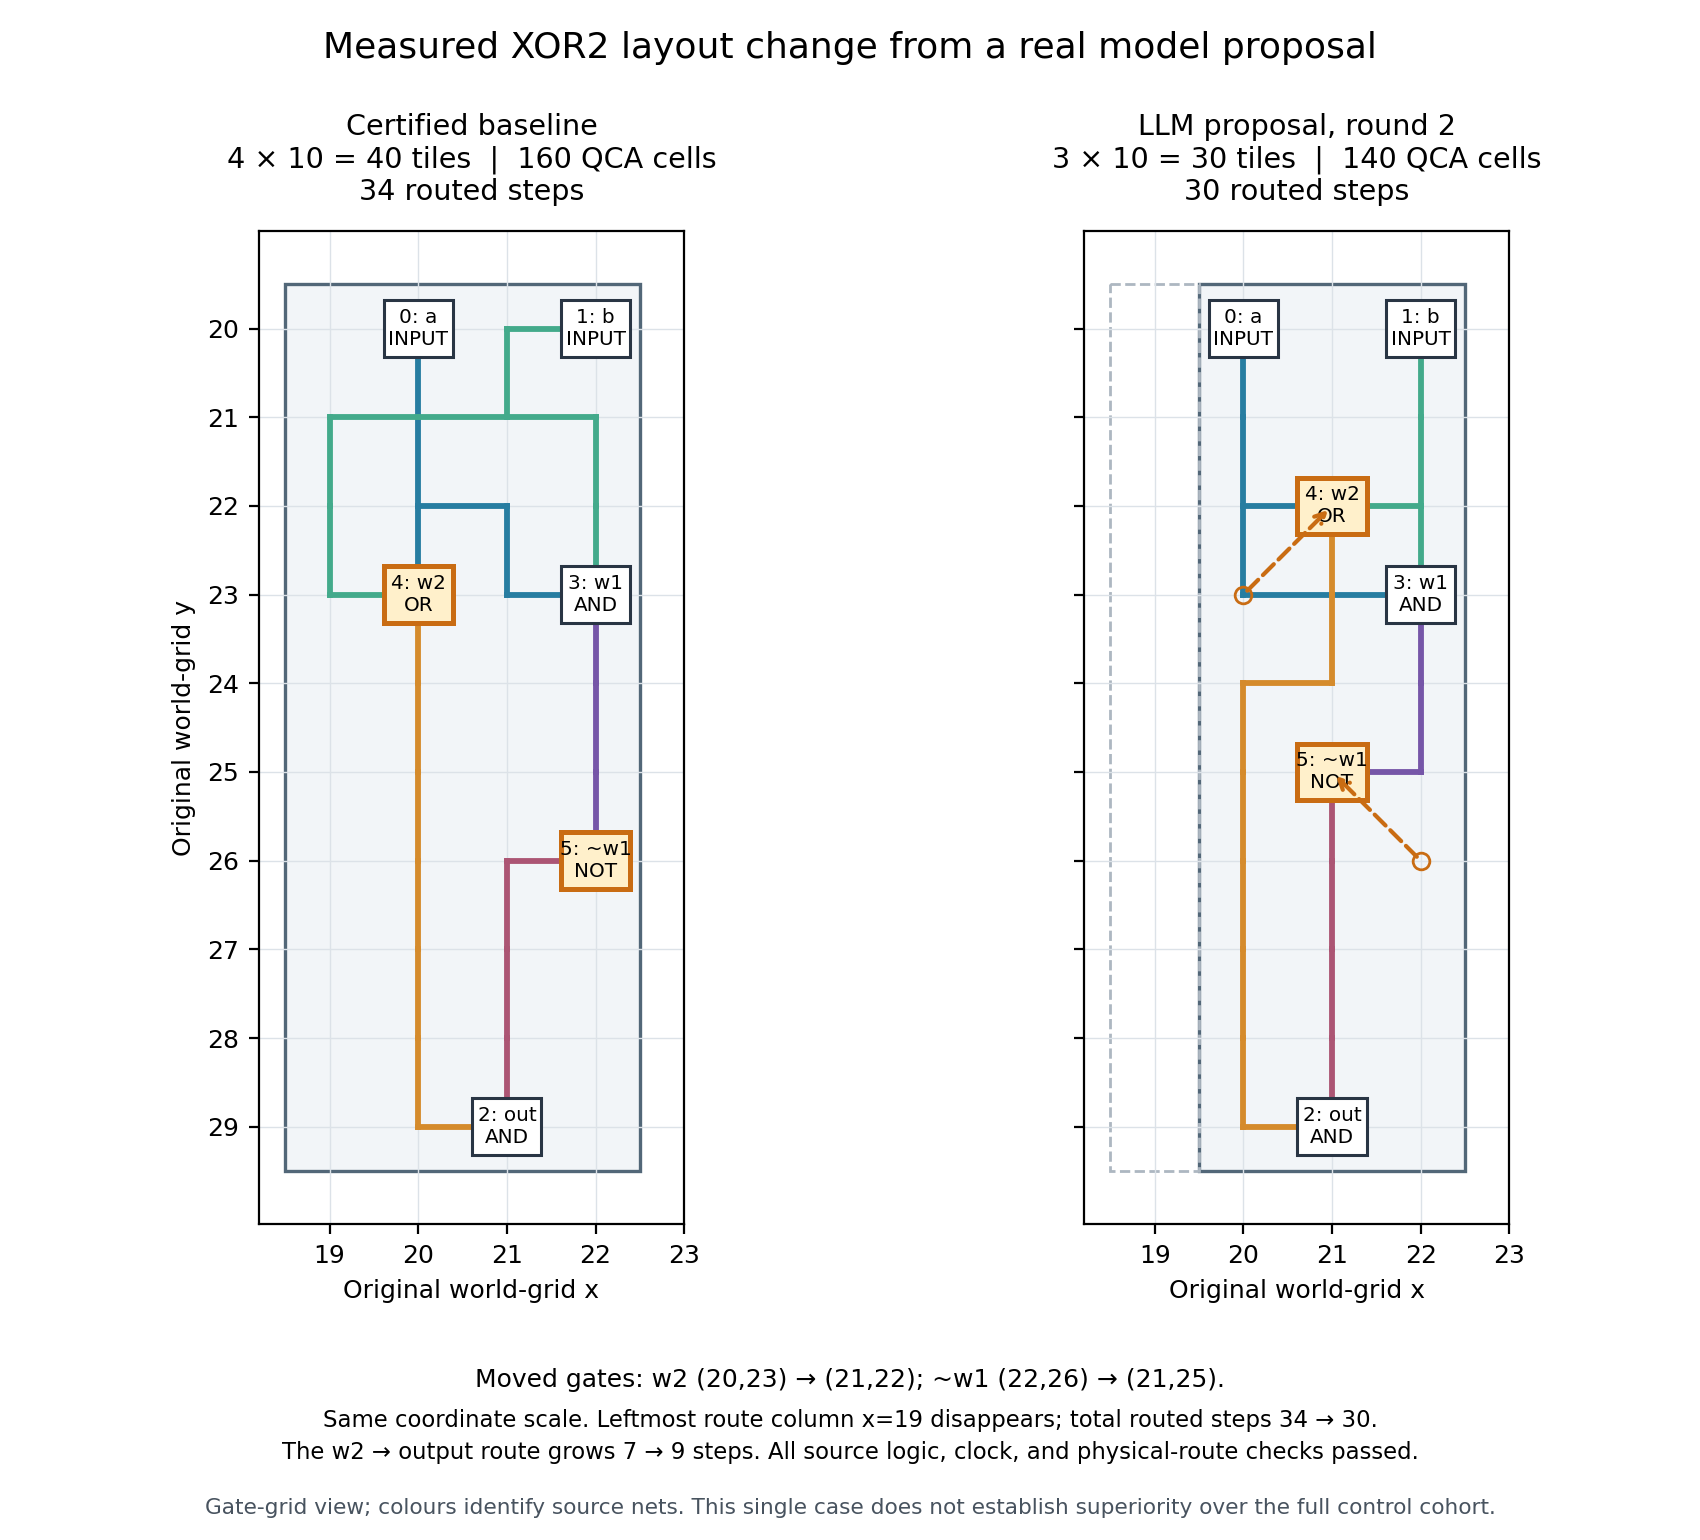 Measured XOR2 layout change from a real model proposal
Certified baseline
4 × 10 = 40 tiles | 160 QCA cells
34 routed steps
0: a
INPUT
1: b
INPUT
4: w2
OR
3: w1
AND
5: ~w1
NOT
2: out
AND
20
21
22
23
24
25
26
27
28
29
Original world-grid y
19
20
21
22
23
Original world-grid x
LLM proposal, round 2
3 × 10 = 30 tiles | 140 QCA cells
30 routed steps
0: a
INPUT
1: b
INPUT
4: w2
OR
3: w1
AND
5: ~w1
NOT
2: out
AND
19
20
21
22
23
Original world-grid x
Moved gates: w2 (20,23) → (21,22); ~w1 (22,26) → (21,25).
Same coordinate scale. Leftmost route column x=19 disappears; total routed steps 34 → 30.
The w2 → output route grows 7 → 9 steps. All source logic, clock, and physical-route checks passed.
Gate-grid view; colours identify source nets. This single case does not establish superiority over the full control cohort.